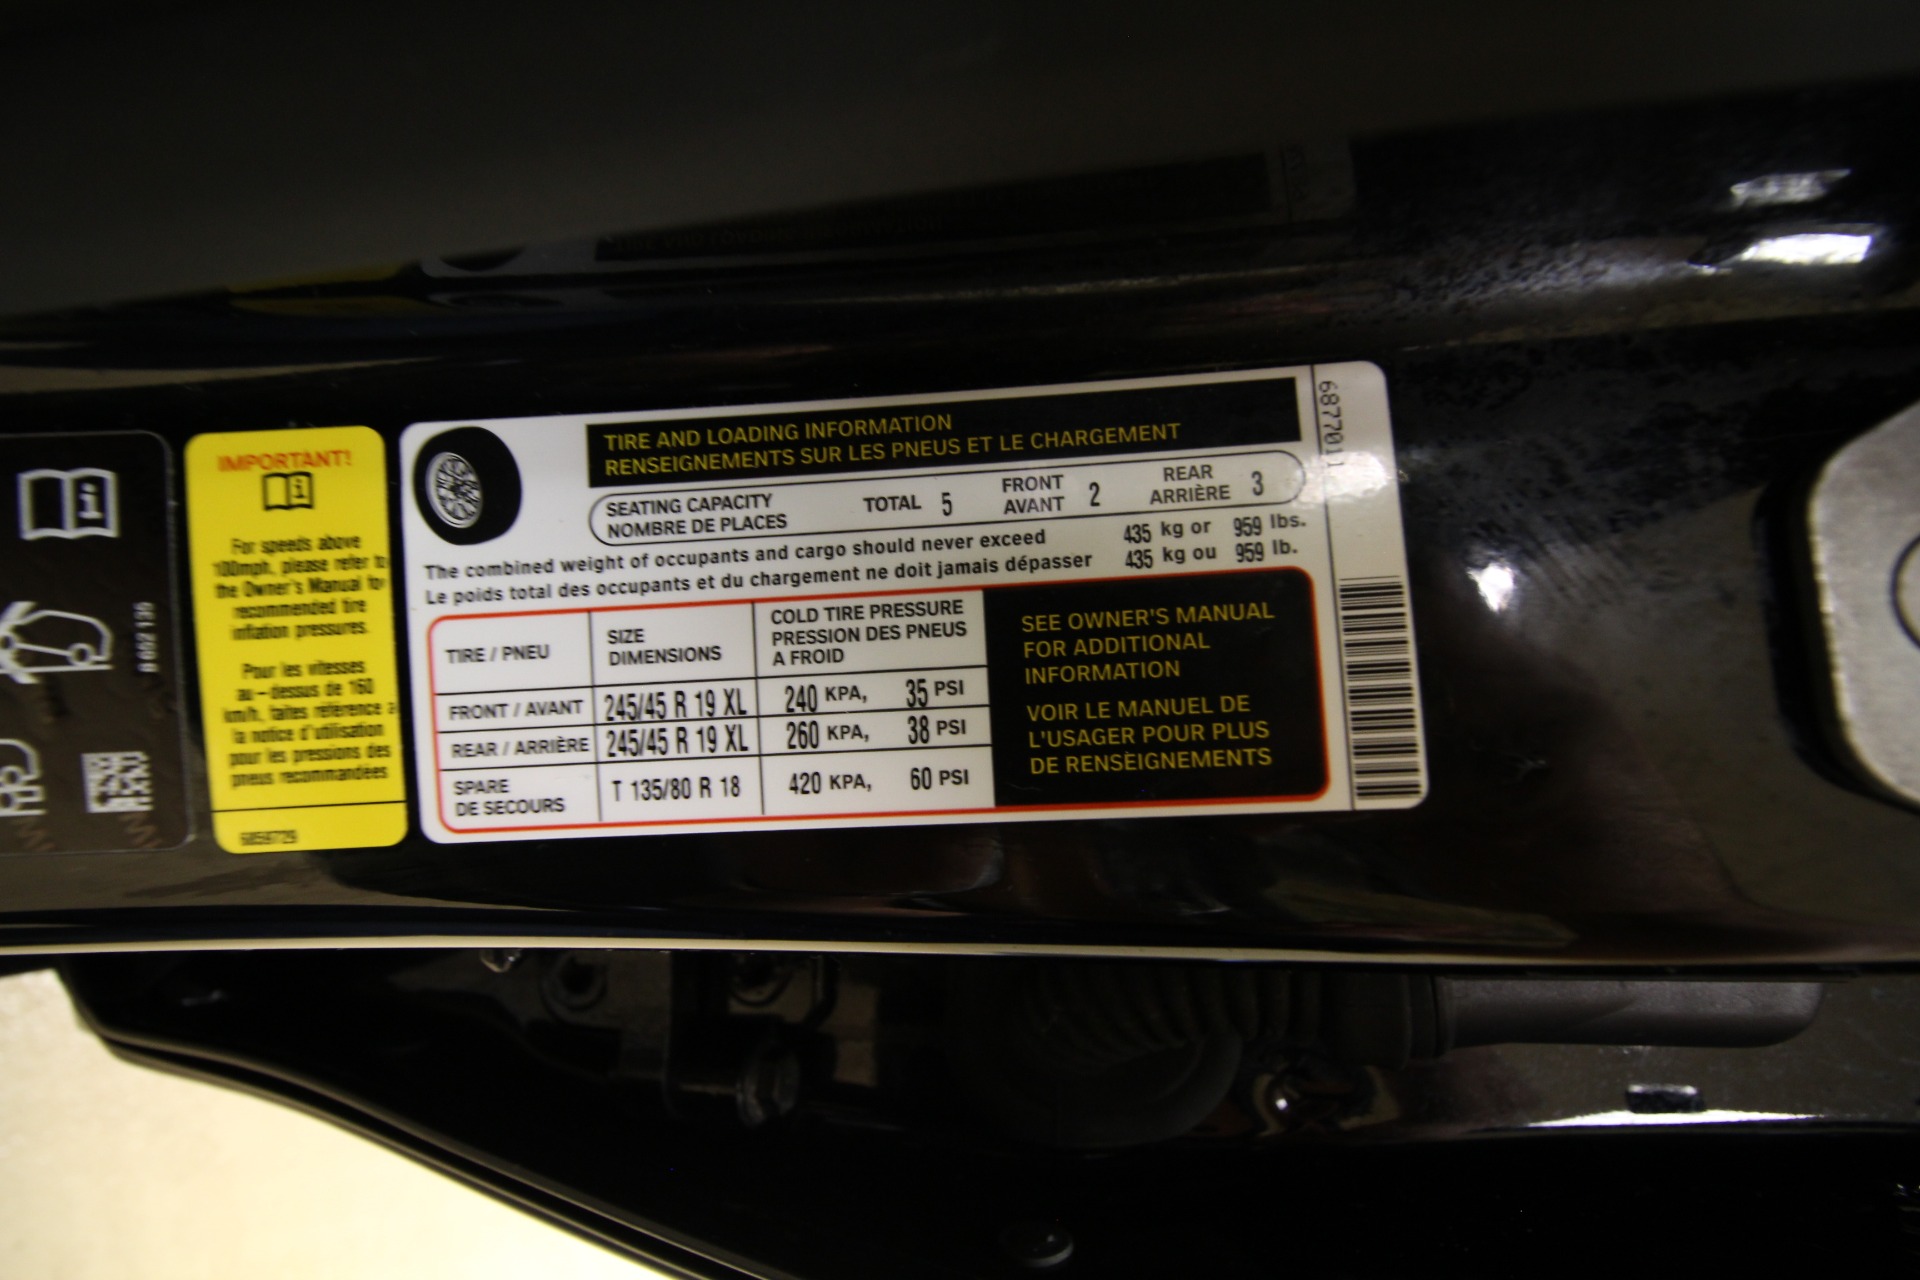 IMPORTANT!
For speeds above
100mph, please refer to
the Owner's Manual for
recommended tire
inflation pressures.
Pour les vitesses
au-dessus de 160
km/h, faites référence à
la notice d'utilisation
pour les pressions des
pneus recommandées
6859729
TIRE AND LOADING INFORMATION
RENSEIGNEMENTS SUR LES PNEUS ET LE CHARGEMENT
SEATING CAPACITY TOTAL 5 FRONT 2 REAR 3
NOMBRE DE PLACES AVANT ARRIÈRE
The combined weight of occupants and cargo should never exceed 435 kg or 959 lbs.
Le poids total des occupants et du chargement ne doit jamais dépasser 435 kg ou 959 lb.
TIRE / PNEU SIZE DIMENSIONS COLD TIRE PRESSURE PRESSION DES PNEUS A FROID
FRONT / AVANT 245/45 R 19 XL 240 KPA, 35 PSI
REAR / ARRIÈRE 245/45 R 19 XL 260 KPA, 38 PSI
SPARE DE SECOURS T 135/80 R 18 420 KPA, 60 PSI
SEE OWNER'S MANUAL
FOR ADDITIONAL
INFORMATION
VOIR LE MANUEL DE
L'USAGER POUR PLUS
DE RENSEIGNEMENTS